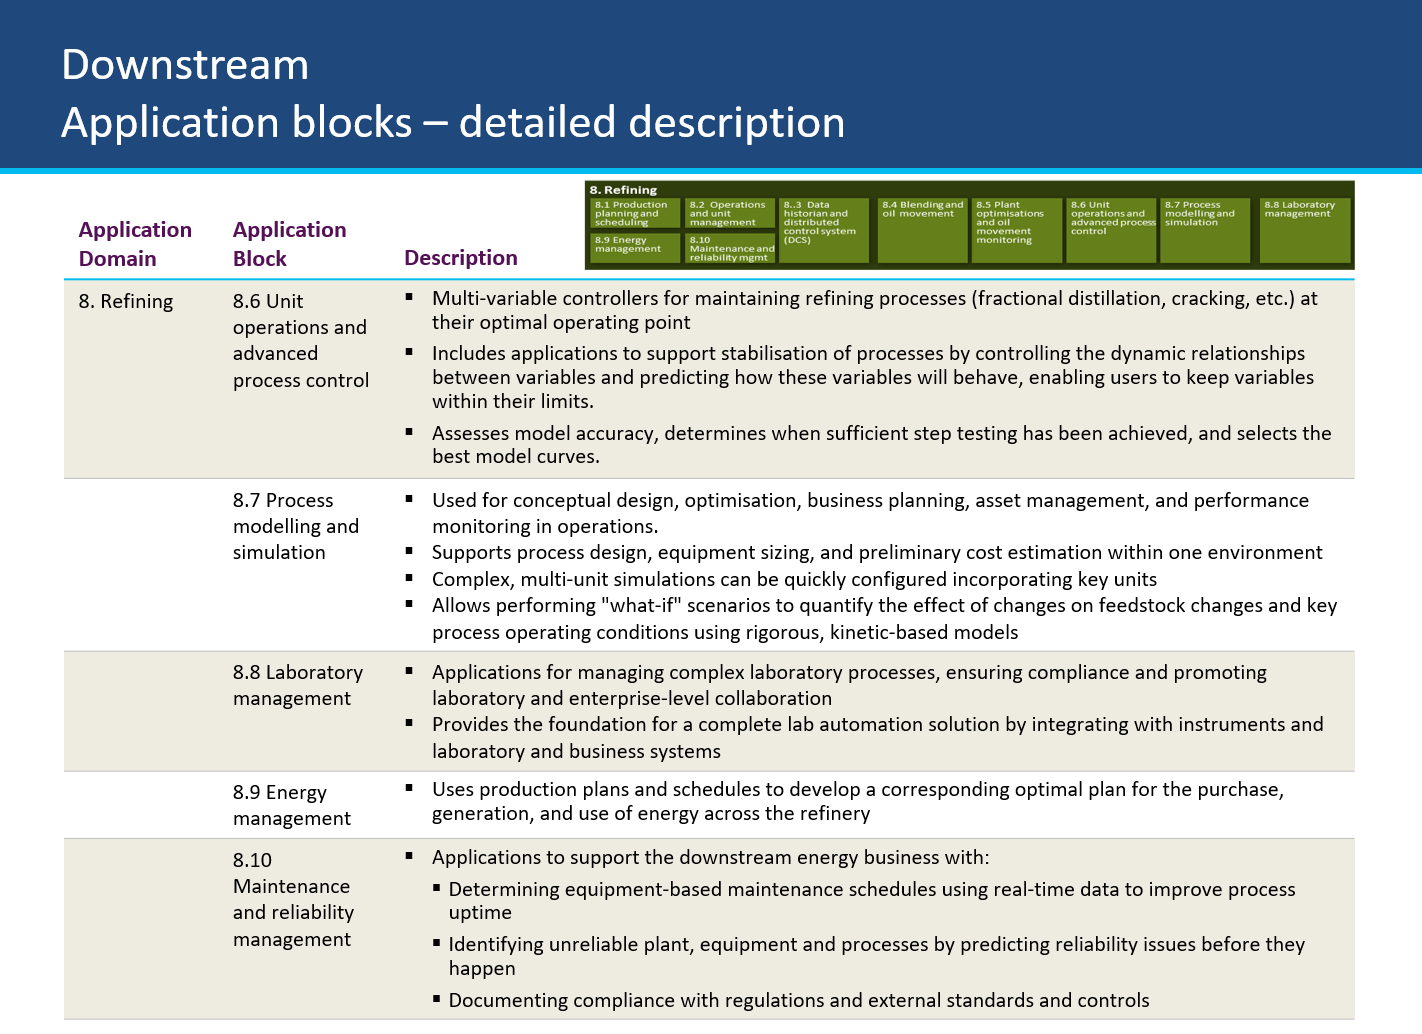 Downstream
Application blocks – detailed description
8. Refining
8.1 Production
planning and
scheduling
8.2 Operations
and unit
management
8..3 Data
historian and
distributed
control system
(DCS)
8.4 Blending and
oil movement
8.5 Plant
optimisations
and oil
movement
monitoring
8.6 Unit
operations and
advanced process
control
8.7 Process
modelling and
simulation
8.8 Laboratory
management
8.9 Energy
management
8.10
Maintenance and
reliability mgmt
Application
Domain
Application
Block
Description
8. Refining
8.6 Unit
operations and
advanced
process control
▪ Multi-variable controllers for maintaining refining processes (fractional distillation, cracking, etc.) at
their optimal operating point
▪ Includes applications to support stabilisation of processes by controlling the dynamic relationships
between variables and predicting how these variables will behave, enabling users to keep variables
within their limits.
▪ Assesses model accuracy, determines when sufficient step testing has been achieved, and selects the
best model curves.
8.7 Process
modelling and
simulation
▪ Used for conceptual design, optimisation, business planning, asset management, and performance
monitoring in operations.
▪ Supports process design, equipment sizing, and preliminary cost estimation within one environment
▪ Complex, multi-unit simulations can be quickly configured incorporating key units
▪ Allows performing "what-if" scenarios to quantify the effect of changes on feedstock changes and key
process operating conditions using rigorous, kinetic-based models
8.8 Laboratory
management
▪ Applications for managing complex laboratory processes, ensuring compliance and promoting
laboratory and enterprise-level collaboration
▪ Provides the foundation for a complete lab automation solution by integrating with instruments and
laboratory and business systems
8.9 Energy
management
▪ Uses production plans and schedules to develop a corresponding optimal plan for the purchase,
generation, and use of energy across the refinery
8.10
Maintenance
and reliability
management
▪ Applications to support the downstream energy business with:
▪ Determining equipment-based maintenance schedules using real-time data to improve process
uptime
▪ Identifying unreliable plant, equipment and processes by predicting reliability issues before they
happen
▪ Documenting compliance with regulations and external standards and controls